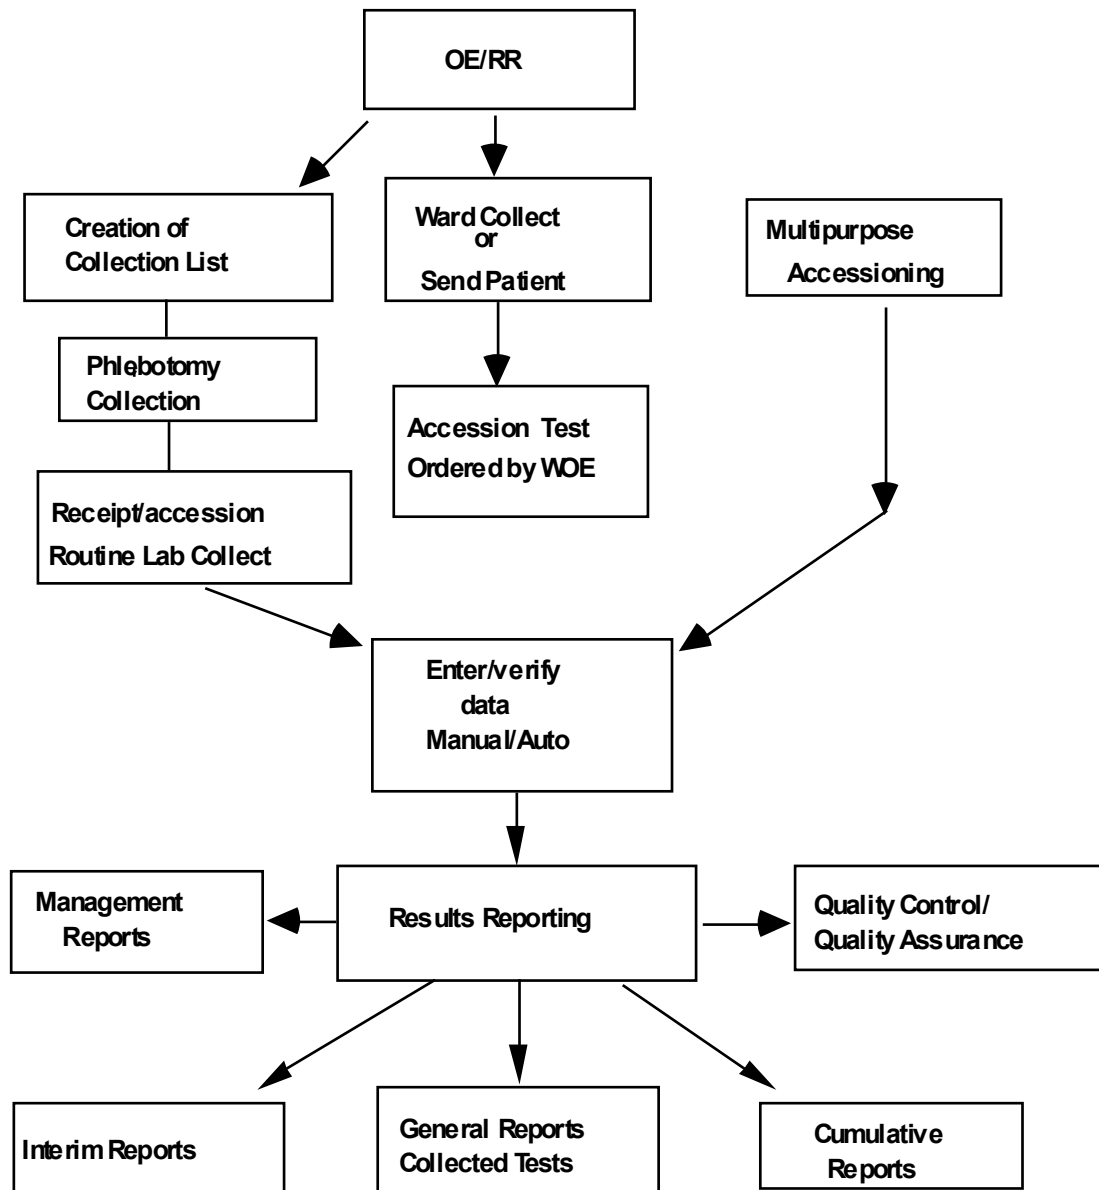 OE/RR
Creation of
Collection List
Ward Collect
or
Send Patient
Multipurpose
Accessioning
Phlebotomy
Collection
Accession Test
Ordered by WOE
Receipt/accession
Routine Lab Collect
Enter/verify
data
Manual/Auto
Management
Reports
Results Reporting
Quality Control/
Quality Assurance
Interim Reports
General Reports
Collected Tests
Cumulative
Reports